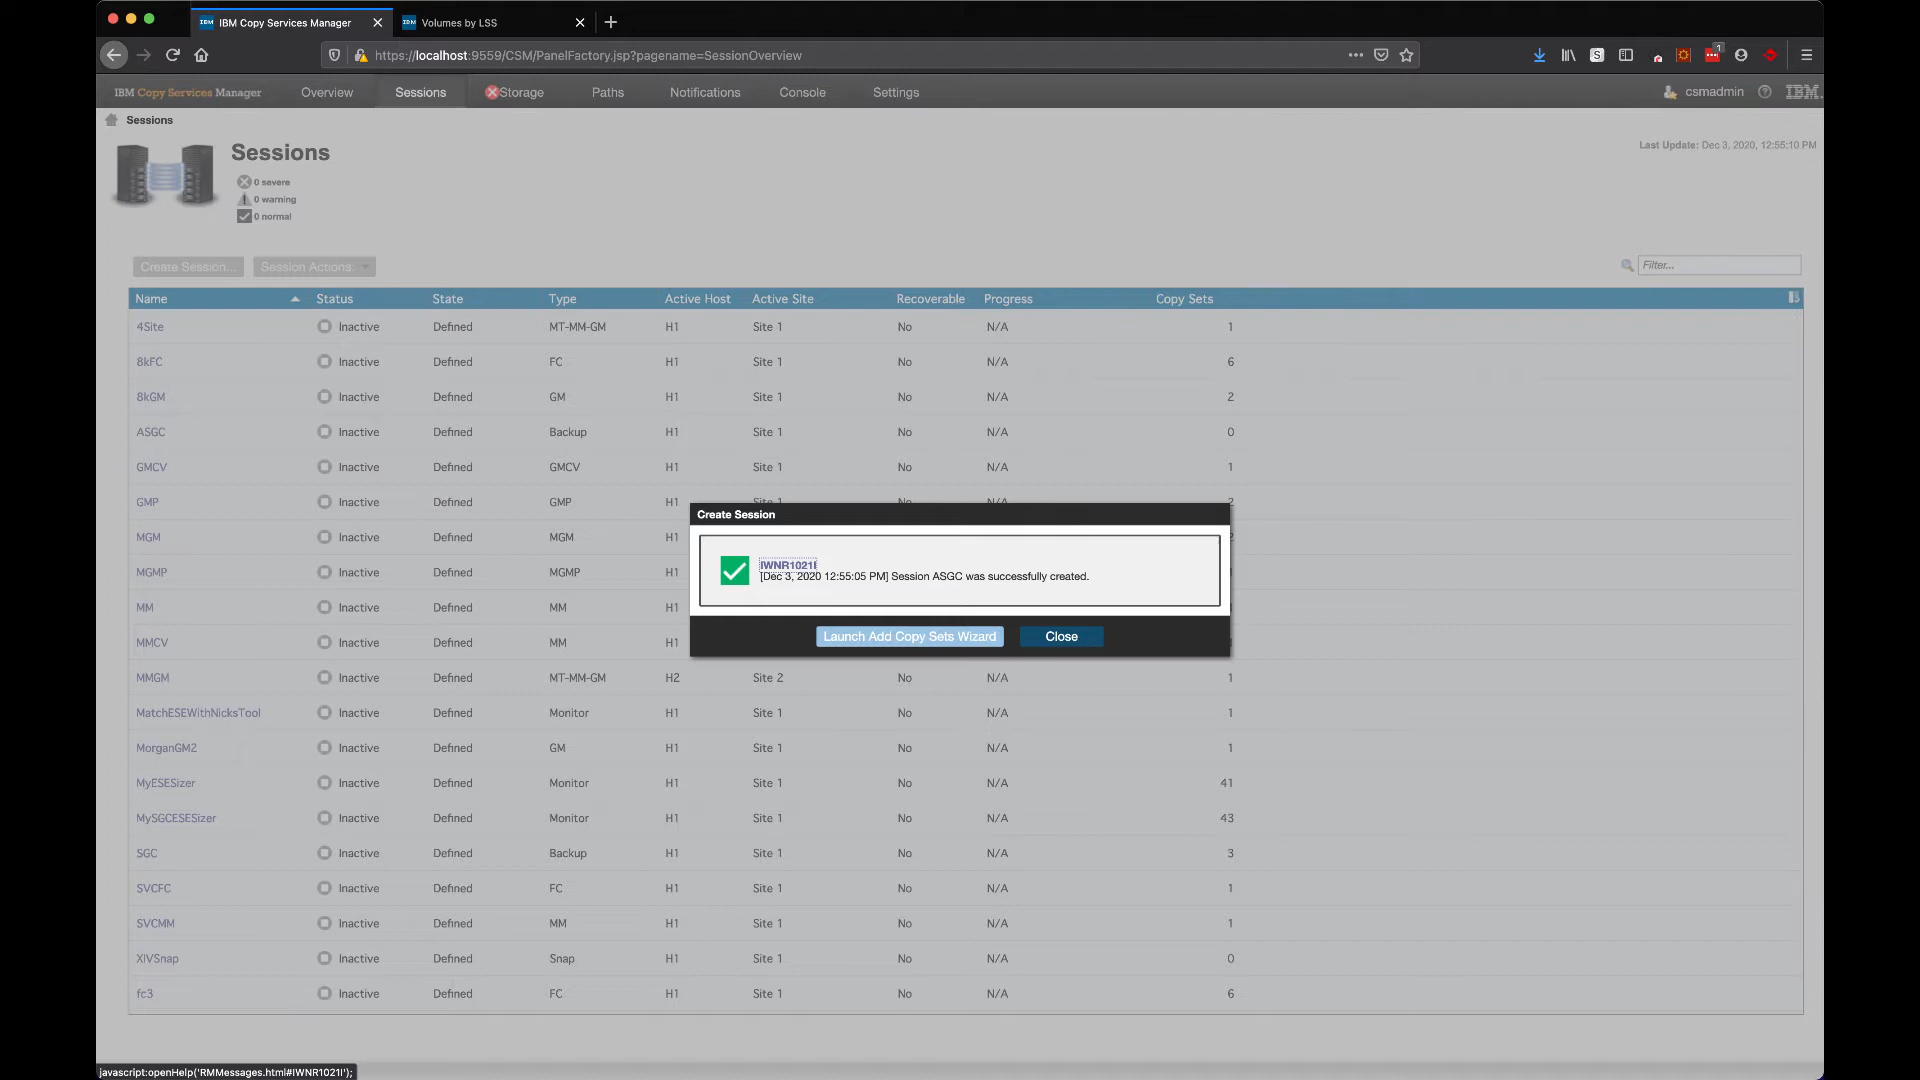 IBM Copy Services Manager
Volumes by LSS
https://localhost:9559/CSM/PanelFactory.jsp?pagename=SessionOverview
1
IBM Copy Services Manager Overview Sessions Storage Paths Notifications Console Settings csmadmin IBM.
Sessions
Sessions
Last Update: Dec 3, 2020, 12:55:10 PM
0 severe
0 warning
0 normal
Create Session... Session Actions: Filter...
Name Status State Type Active Host Active Site Recoverable Progress Copy Sets
4Site Inactive Defined MT-MM-GM H1 Site 1 No N/A 1
8kFC Inactive Defined FC H1 Site 1 No N/A 6
8kGM Inactive Defined GM H1 Site 1 No N/A 2
ASGC Inactive Defined Backup H1 Site 1 No N/A 0
GMCV Inactive Defined GMCV H1 Site 1 No N/A 1
GMP Inactive Defined GMP H1 Site 1 No N/A 2
MGM Inactive Defined MGM H1
MGMP Inactive Defined MGMP H1
MM Inactive Defined MM H1
MMCV Inactive Defined MM H1
MMGM Inactive Defined MT-MM-GM H2 Site 2 No N/A 1
MatchESEWithNicksTool Inactive Defined Monitor H1 Site 1 No N/A 1
MorganGM2 Inactive Defined GM H1 Site 1 No N/A 1
MyESESizer Inactive Defined Monitor H1 Site 1 No N/A 41
MySGCESESizer Inactive Defined Monitor H1 Site 1 No N/A 43
SGC Inactive Defined Backup H1 Site 1 No N/A 3
SVCFC Inactive Defined FC H1 Site 1 No N/A 1
SVCMM Inactive Defined MM H1 Site 1 No N/A 1
XIVSnap Inactive Defined Snap H1 Site 1 No N/A 0
fc3 Inactive Defined FC H1 Site 1 No N/A 6
Create Session
IWNR1021I
[Dec 3, 2020 12:55:05 PM] Session ASGC was successfully created.
Launch Add Copy Sets Wizard Close
javascript:openHelp('RMMessages.html#IWNR1021I');